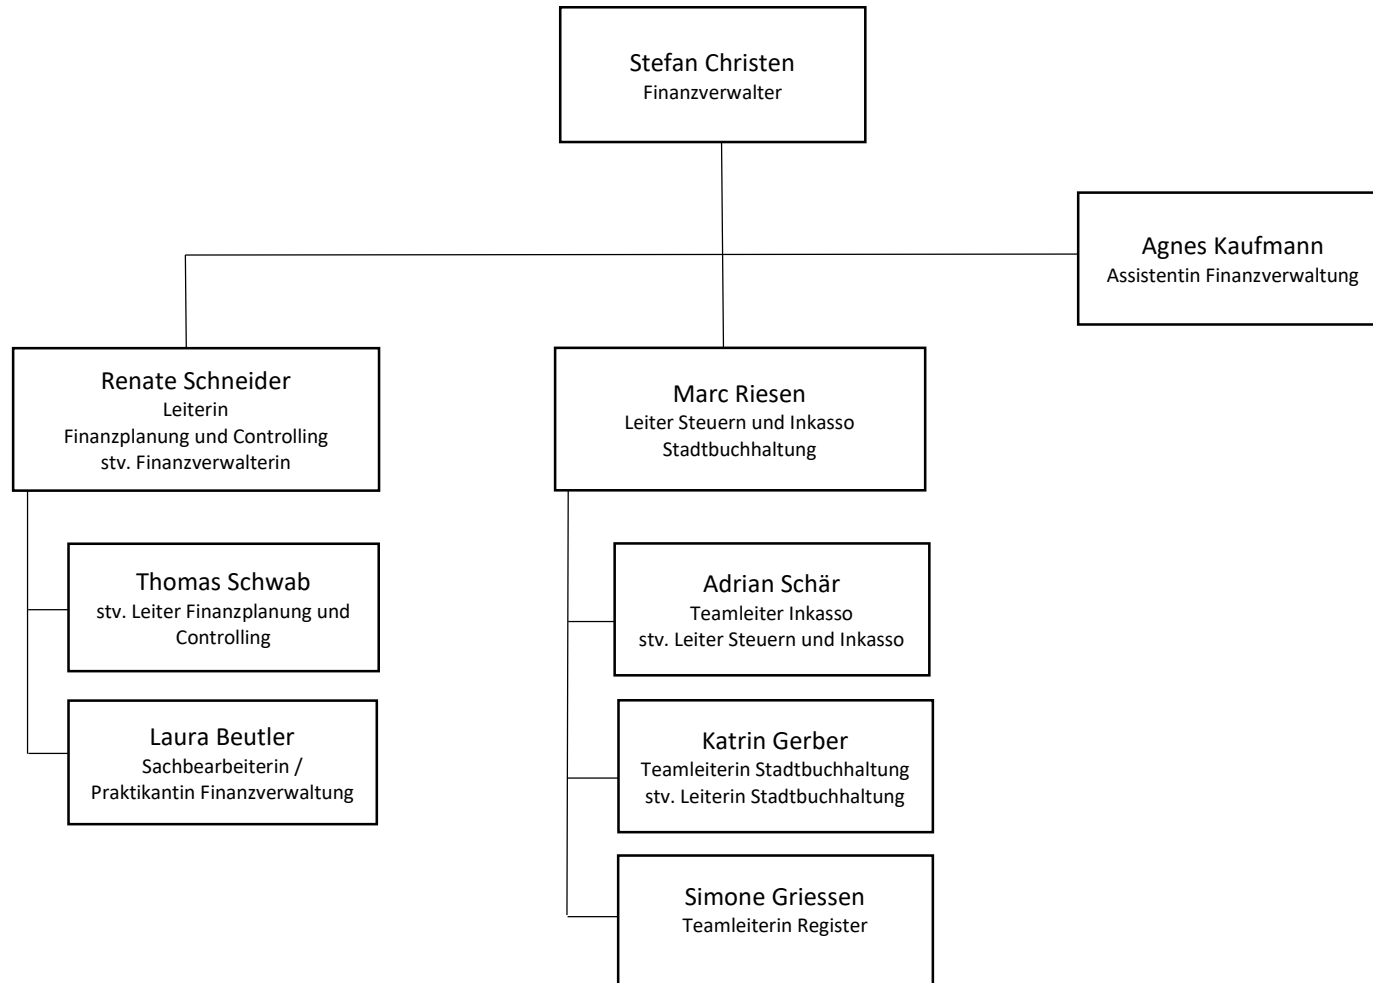 Stefan Christen
Finanzverwalter
Agnes Kaufmann
Assistentin Finanzverwaltung
Renate Schneider
Leiterin
Finanzplanung und Controlling
stv. Finanzverwalterin
Marc Riesen
Leiter Steuern und Inkasso
Stadtbuchhaltung
Thomas Schwab
stv. Leiter Finanzplanung und
Controlling
Adrian Schär
Teamleiter Inkasso
stv. Leiter Steuern und Inkasso
Laura Beutler
Sachbearbeiterin /
Praktikantin Finanzverwaltung
Katrin Gerber
Teamleiterin Stadtbuchhaltung
stv. Leiterin Stadtbuchhaltung
Simone Griessen
Teamleiterin Register